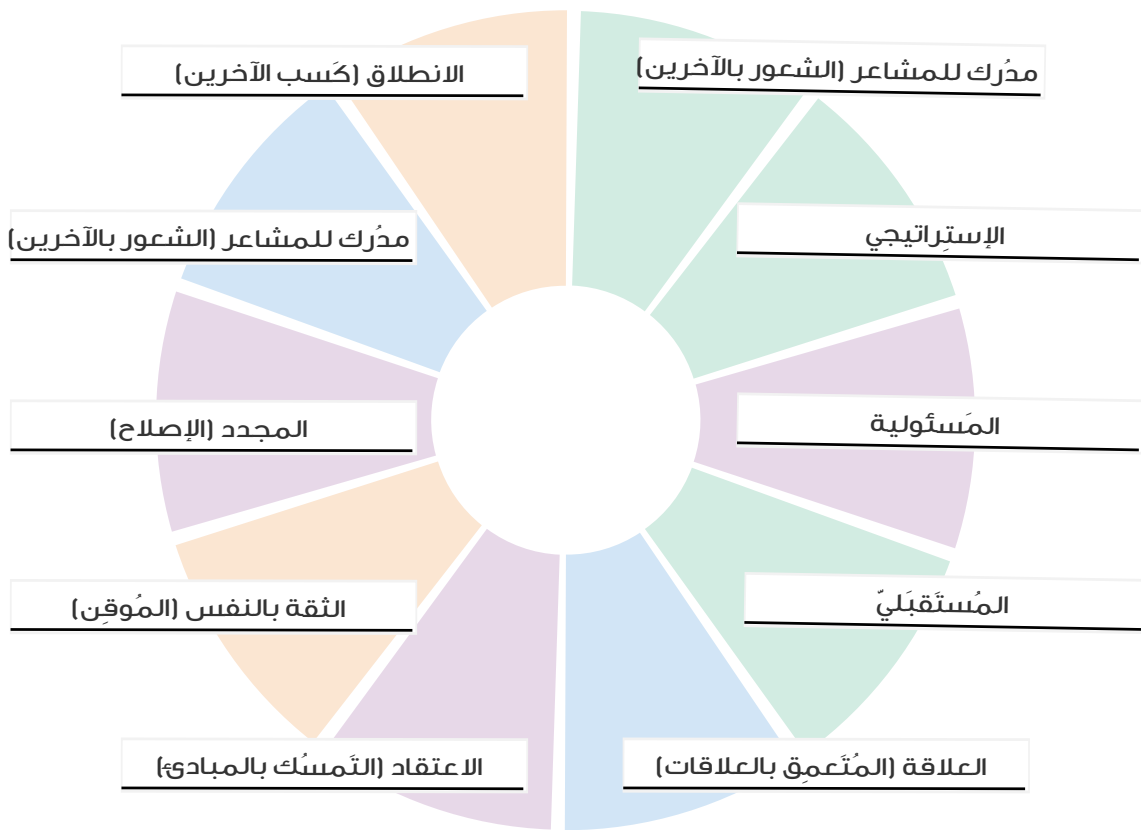 مدُرك للمشاعر (الشعور بالآخرين)
الانطلاق (كَسب الآخرين)
الإستِراتيجي
مدُرك للمشاعر (الشعور بالآخرين)
المَسئولية
المجدد (الإصلاح)
المُستَقبَليّ
الثقة بالنفس (المُوقِن)
العلاقة (المُتَعمِق بالعلاقات)
الاعتقاد (التَمسُك بالمبادئ)